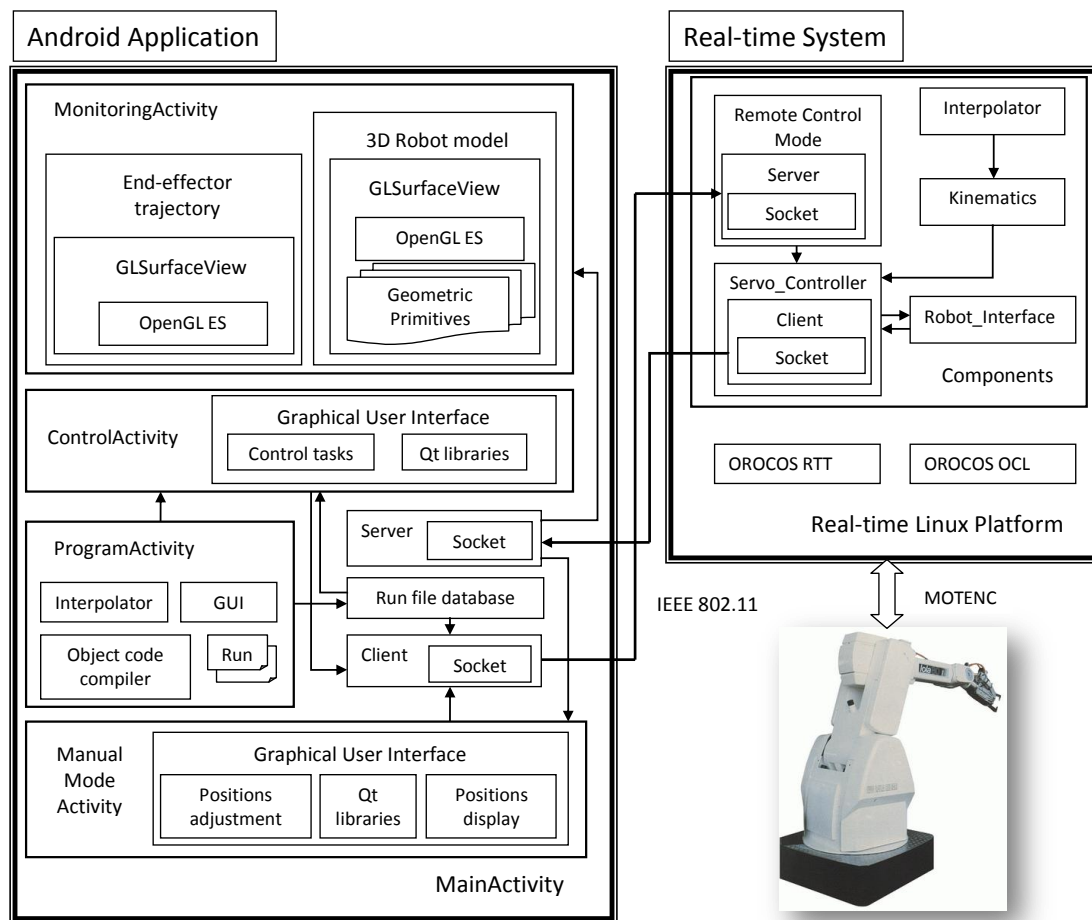 Android Application
MonitoringActivity
End-effector
trajectory
GLSurfaceView
OpenGL ES
3D Robot model
GLSurfaceView
OpenGL ES
Geometric
Primitives
ControlActivity
Graphical User Interface
Control tasks
Qt libraries
ProgramActivity
Interpolator
GUI
Object code
compiler
Run
Server
Socket
Run file database
Client
Socket
Manual
Mode
Activity
Graphical User Interface
Positions
adjustment
Qt
libraries
Positions
display
MainActivity
Real-time System
Remote Control
Mode
Server
Socket
Interpolator
Kinematics
Servo_Controller
Client
Socket
Robot_Interface
Components
OROCOS RTT
OROCOS OCL
Real-time Linux Platform
IEEE 802.11
MOTENC